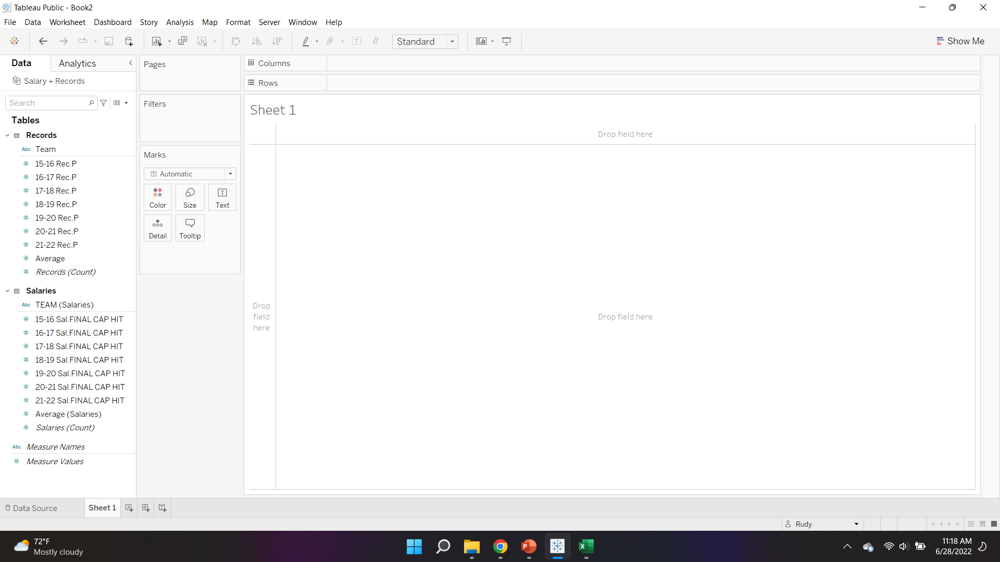 Tableau Public - Book2
File Data Worksheet Dashboard Story Analysis Map Format Server Window Help
Standard
Show Me
Data
Analytics
Salary + Records
Search
Tables
Records
Abc Team
# 15-16 Rec.P
# 16-17 Rec.P
# 17-18 Rec.P
# 18-19 Rec.P
# 19-20 Rec.P
# 20-21 Rec.P
# 21-22 Rec.P
# Average
# Records (Count)
Salaries
Abc TEAM (Salaries)
# 15-16 Sal.FINAL CAP HIT
# 16-17 Sal.FINAL CAP HIT
# 17-18 Sal.FINAL CAP HIT
# 18-19 Sal.FINAL CAP HIT
# 19-20 Sal.FINAL CAP HIT
# 20-21 Sal.FINAL CAP HIT
# 21-22 Sal.FINAL CAP HIT
# Average (Salaries)
# Salaries (Count)
Abc Measure Names
# Measure Values
Pages
Filters
Marks
T Automatic
Color
Size
T
Text
Detail
Tooltip
Columns
Rows
Sheet 1
Drop field here
Drop
field
here
Drop field here
Data Source
Sheet 1
Rudy
72°F
Mostly cloudy
P
X
11:18 AM
6/28/2022